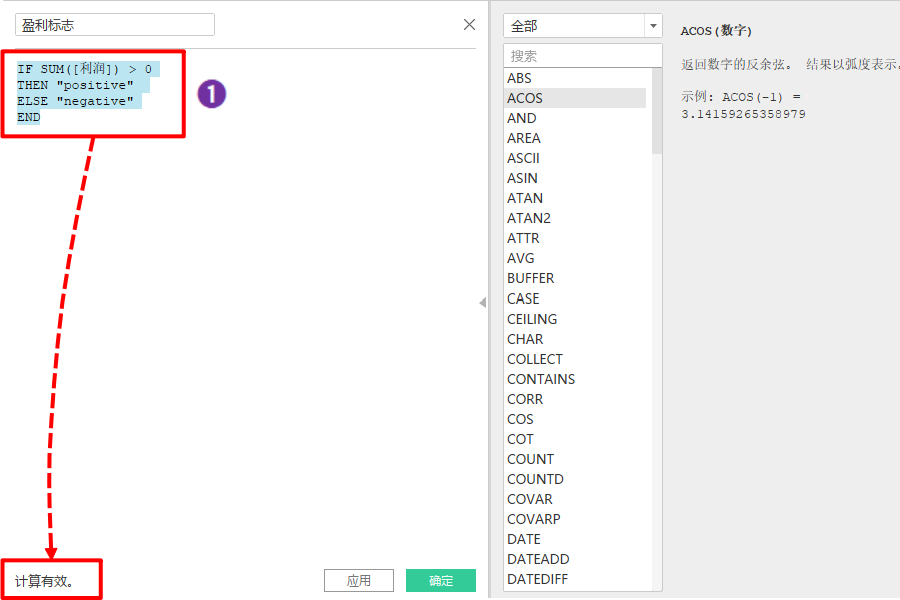 盈利标志
IF SUM([利润]) > 0
THEN "positive"
ELSE "negative"
END
1
计算有效。
应用
确定
全部
搜索
ABS
ACOS
AND
AREA
ASCII
ASIN
ATAN
ATAN2
ATTR
AVG
BUFFER
CASE
CEILING
CHAR
COLLECT
CONTAINS
CORR
COS
COT
COUNT
COUNTD
COVAR
COVARP
DATE
DATEADD
DATEDIFF
ACOS(数字)
返回数字的反余弦。 结果以弧度表示。
示例: ACOS(-1) =
3.14159265358979